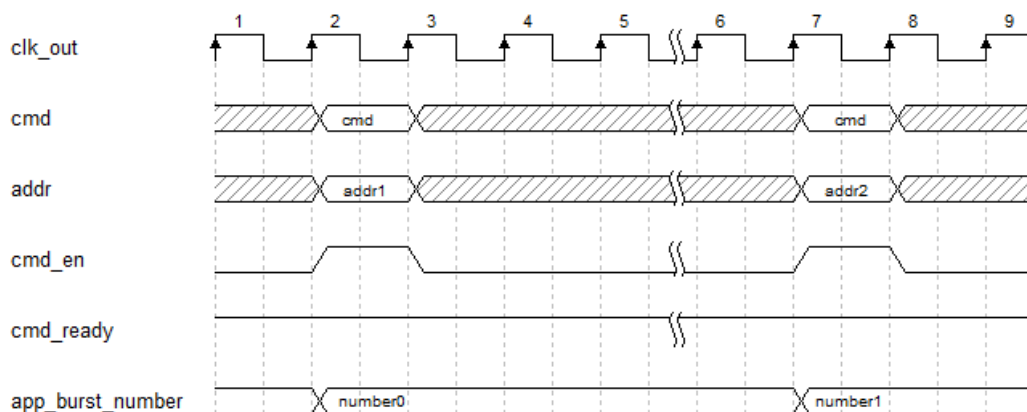 1 2 3 4 5 6 7 8 9
clk_out
cmd cmd cmd
addr addr1 addr2
cmd_en
cmd_ready
app_burst_number number0 number1